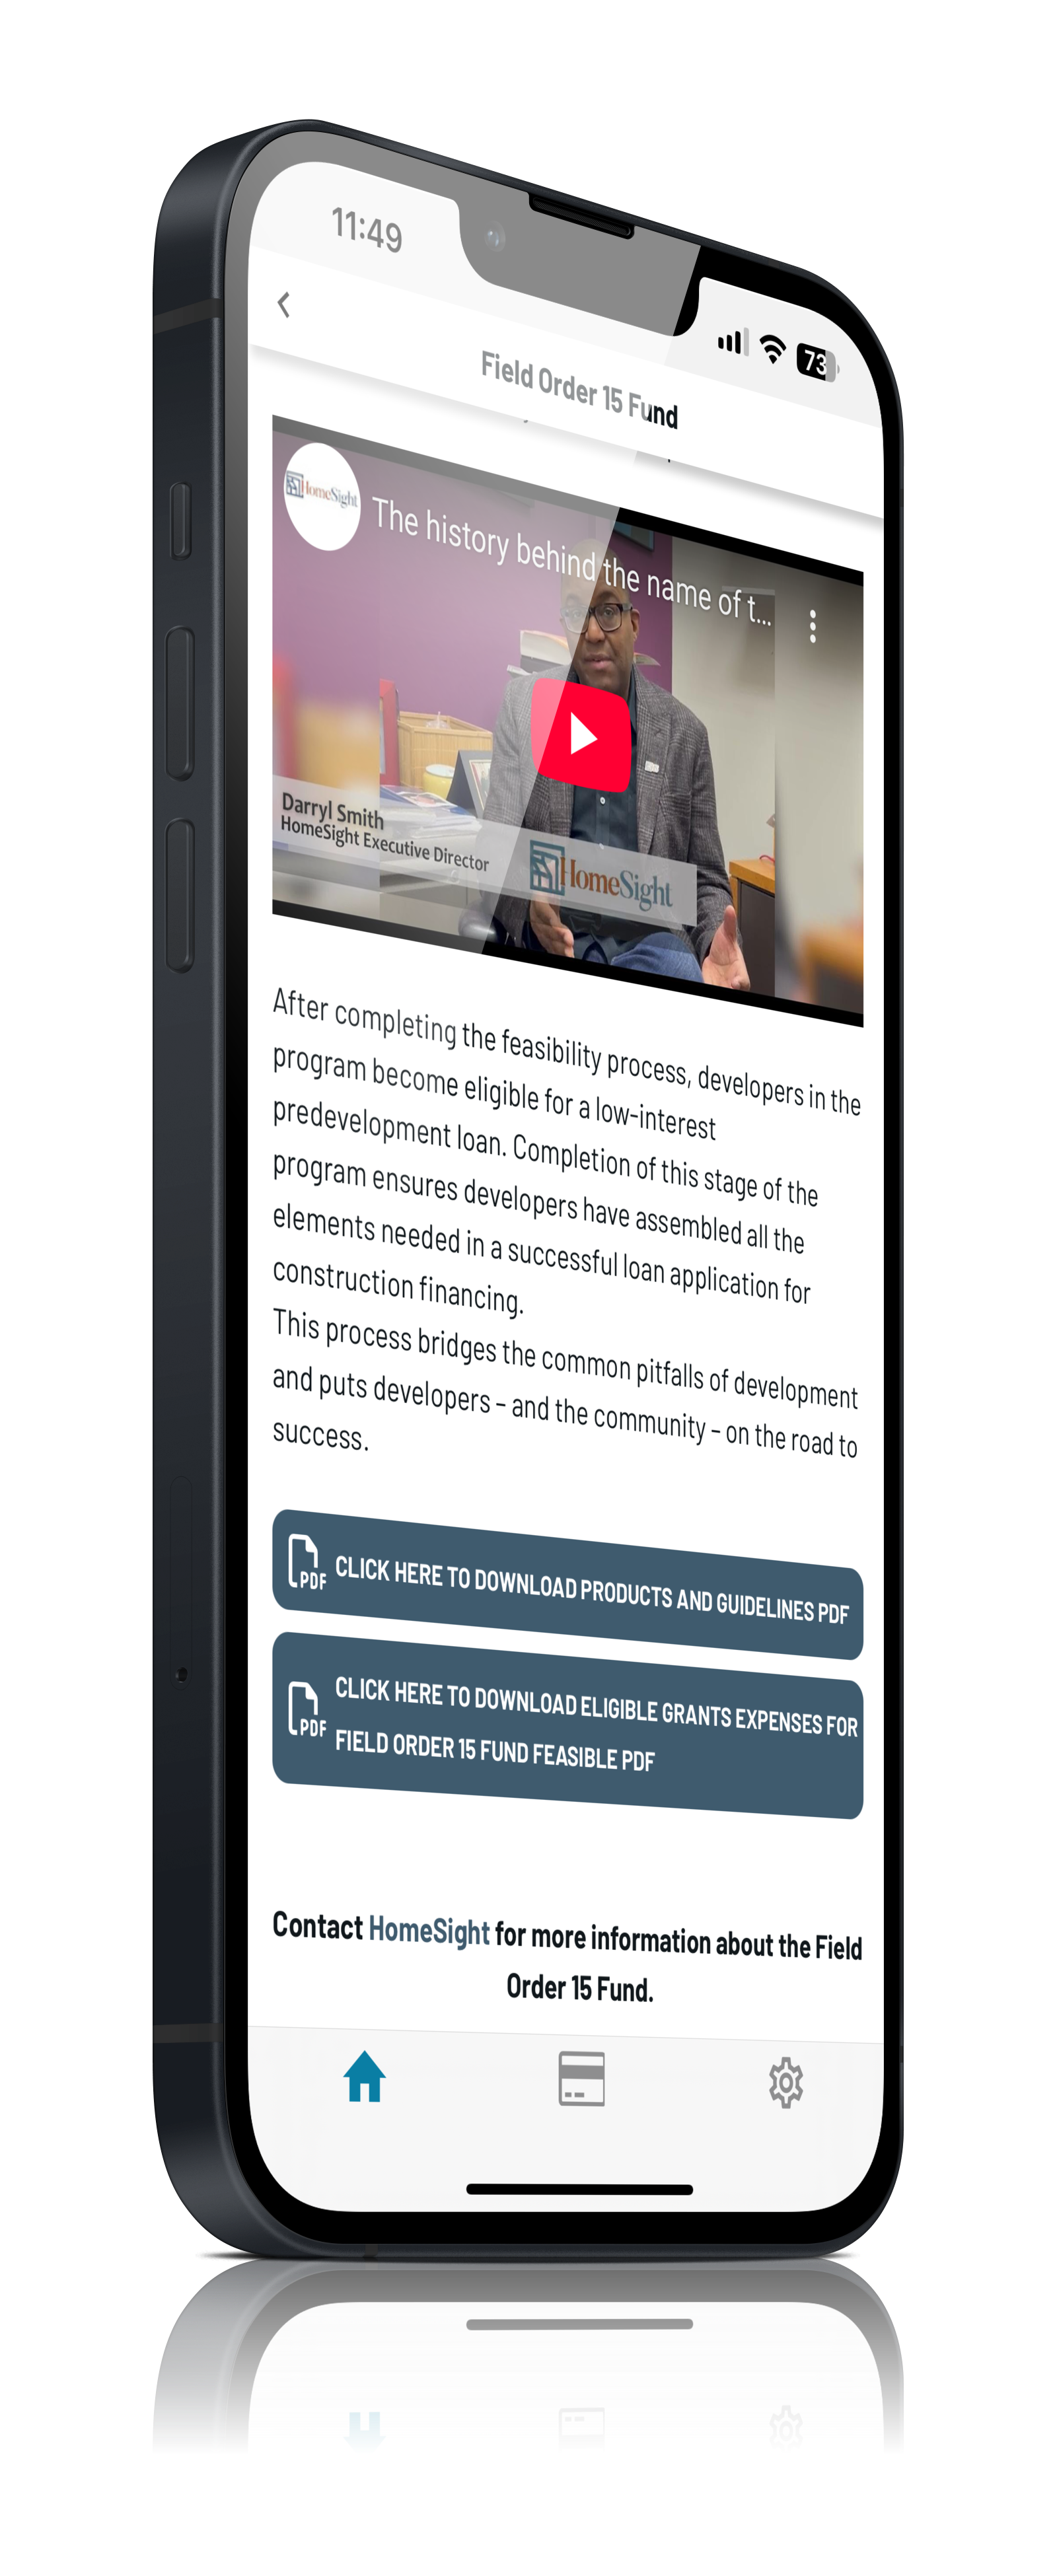 11:49
73
Field Order 15 Fund
HomeSight
The history behind the name of t...
Darryl Smith
HomeSight Executive Director
HomeSight
After completing the feasibility process, developers in the
program become eligible for a low-interest
predevelopment loan. Completion of this stage of the
program ensures developers have assembled all the
elements needed in a successful loan application for
construction financing.
This process bridges the common pitfalls of development
and puts developers – and the community – on the road to
success.
PDF
CLICK HERE TO DOWNLOAD PRODUCTS AND GUIDELINES PDF
PDF
CLICK HERE TO DOWNLOAD ELIGIBLE GRANTS EXPENSES FOR
FIELD ORDER 15 FUND FEASIBLE PDF
Contact HomeSight for more information about the Field
Order 15 Fund.